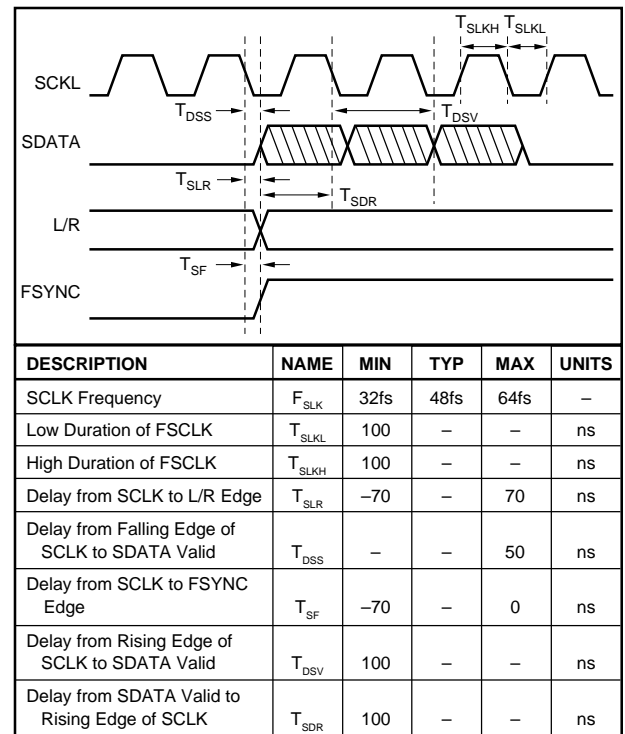 T_SLKH T_SLKL
SCKL
T_DSS
T_DSV
SDATA
T_SLR
T_SDR
L/R
T_SF
FSYNC
DESCRIPTION NAME MIN TYP MAX UNITS
SCLK Frequency F_SLK 32fs 48fs 64fs –
Low Duration of FSCLK T_SLKL 100 – – ns
High Duration of FSCLK T_SLKH 100 – – ns
Delay from SCLK to L/R Edge T_SLR –70 – 70 ns
Delay from Falling Edge of
SCLK to SDATA Valid T_DSS – – 50 ns
Delay from SCLK to FSYNC
Edge T_SF –70 – 0 ns
Delay from Rising Edge of
SCLK to SDATA Valid T_DSV 100 – – ns
Delay from SDATA Valid to
Rising Edge of SCLK T_SDR 100 – – ns